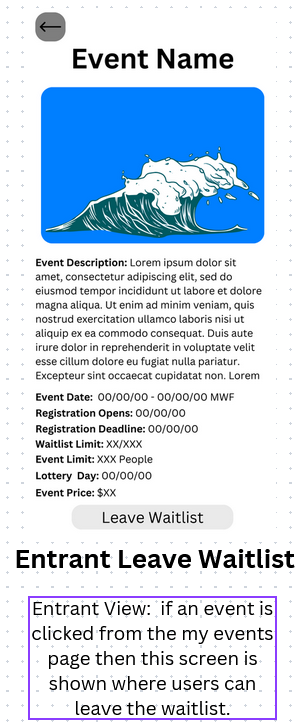 Event Name
Event Description: Lorem ipsum dolor sit
amet, consectetur adipiscing elit, sed do
eiusmod tempor incididunt ut labore et dolore
magna aliqua. Ut enim ad minim veniam, quis
nostrud exercitation ullamco laboris nisi ut
aliquip ex ea commodo consequat. Duis aute
irure dolor in reprehenderit in voluptate velit
esse cillum dolore eu fugiat nulla pariatur.
Excepteur sint occaecat cupidatat non. Lorem
Event Date: 00/00/00 - 00/00/00 MWF
Registration Opens: 00/00/00
Registration Deadline: 00/00/00
Waitlist Limit: XX/XXX
Event Limit: XXX People
Lottery Day: 00/00/00
Event Price: $XX
Leave Waitlist
Entrant Leave Waitlist
Entrant View: if an event is
clicked from the my events
page then this screen is
shown where users can
leave the waitlist.